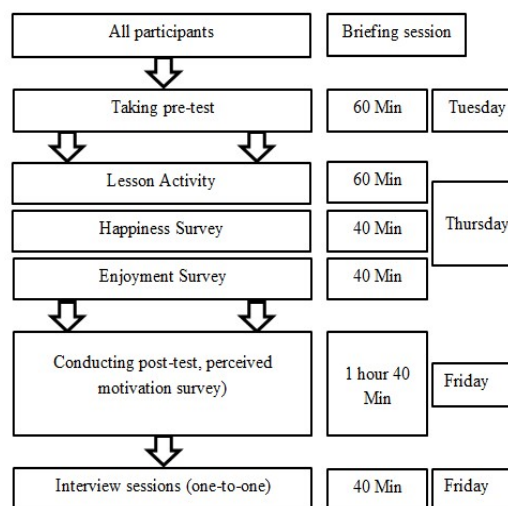 All participants
Briefing session
Taking pre-test
60 Min
Tuesday
Lesson Activity
60 Min
Happiness Survey
40 Min
Thursday
Enjoyment Survey
40 Min
Conducting post-test, perceived
motivation survey)
1 hour 40
Min
Friday
Interview sessions (one-to-one)
40 Min
Friday